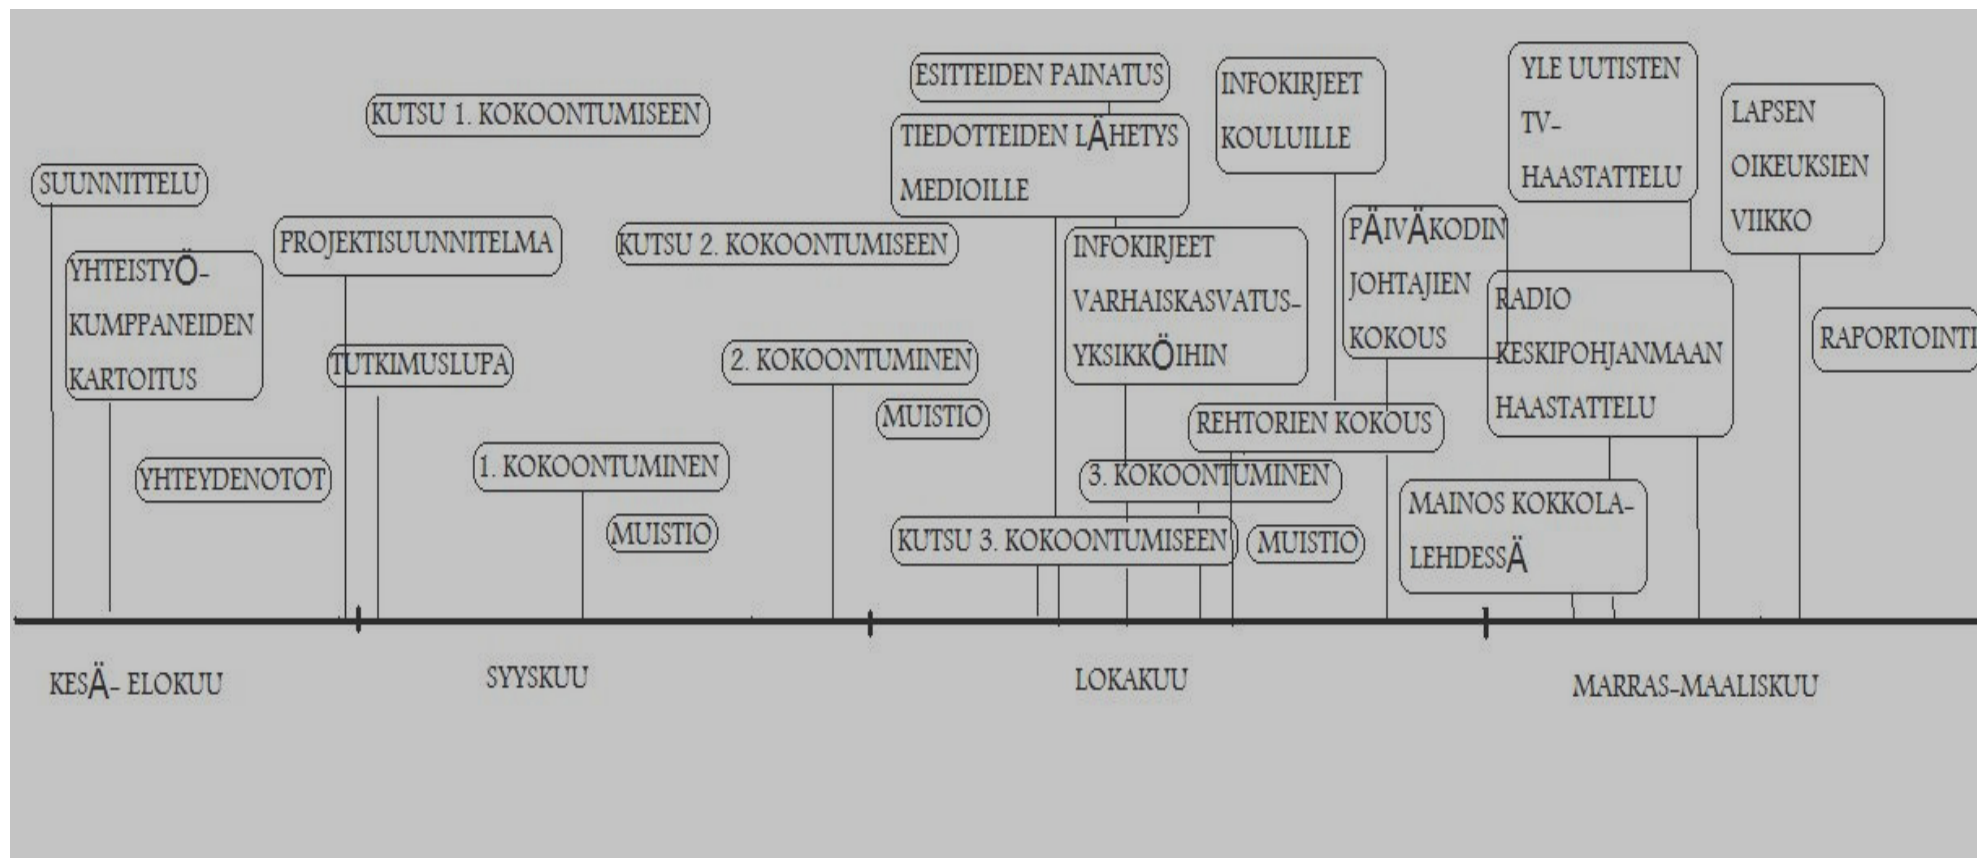 SUUNNITTELU
YHTEISTYÖ-
KUMPPANEIDEN
KARTOITUS
YHTEYDENOTOT
PROJEKTISUUNNITELMA
TUTKIMUSLUPA
KUTSU 1. KOKOONTUMISEEN
1. KOKOONTUMINEN
MUISTIO
KUTSU 2. KOKOONTUMISEEN
2. KOKOONTUMINEN
MUISTIO
ESITTEIDEN PAINATUS
TIEDOTTEIDEN LÄHETYS
MEDIOILLE
INFOKIRJEET
VARHAISKASVATUS-
YKSIKKÖIHIN
KUTSU 3. KOKOONTUMISEEN
3. KOKOONTUMINEN
MUISTIO
INFOKIRJEET
KOULUILLE
REHTORIEN KOKOUS
PÄIVÄKODIN
JOHTAJIEN
KOKOUS
YLE UUTISTEN
TV-
HAASTATTELU
RADIO
KESKIPOHJANMAAN
HAASTATTELU
MAINOS KOKKOLA-
LEHDESSÄ
LAPSEN
OIKEUKSIEN
VIIKKO
RAPORTOINTI
KESÄ- ELOKUU
SYYSKUU
LOKAKUU
MARRAS-MAALISKUU